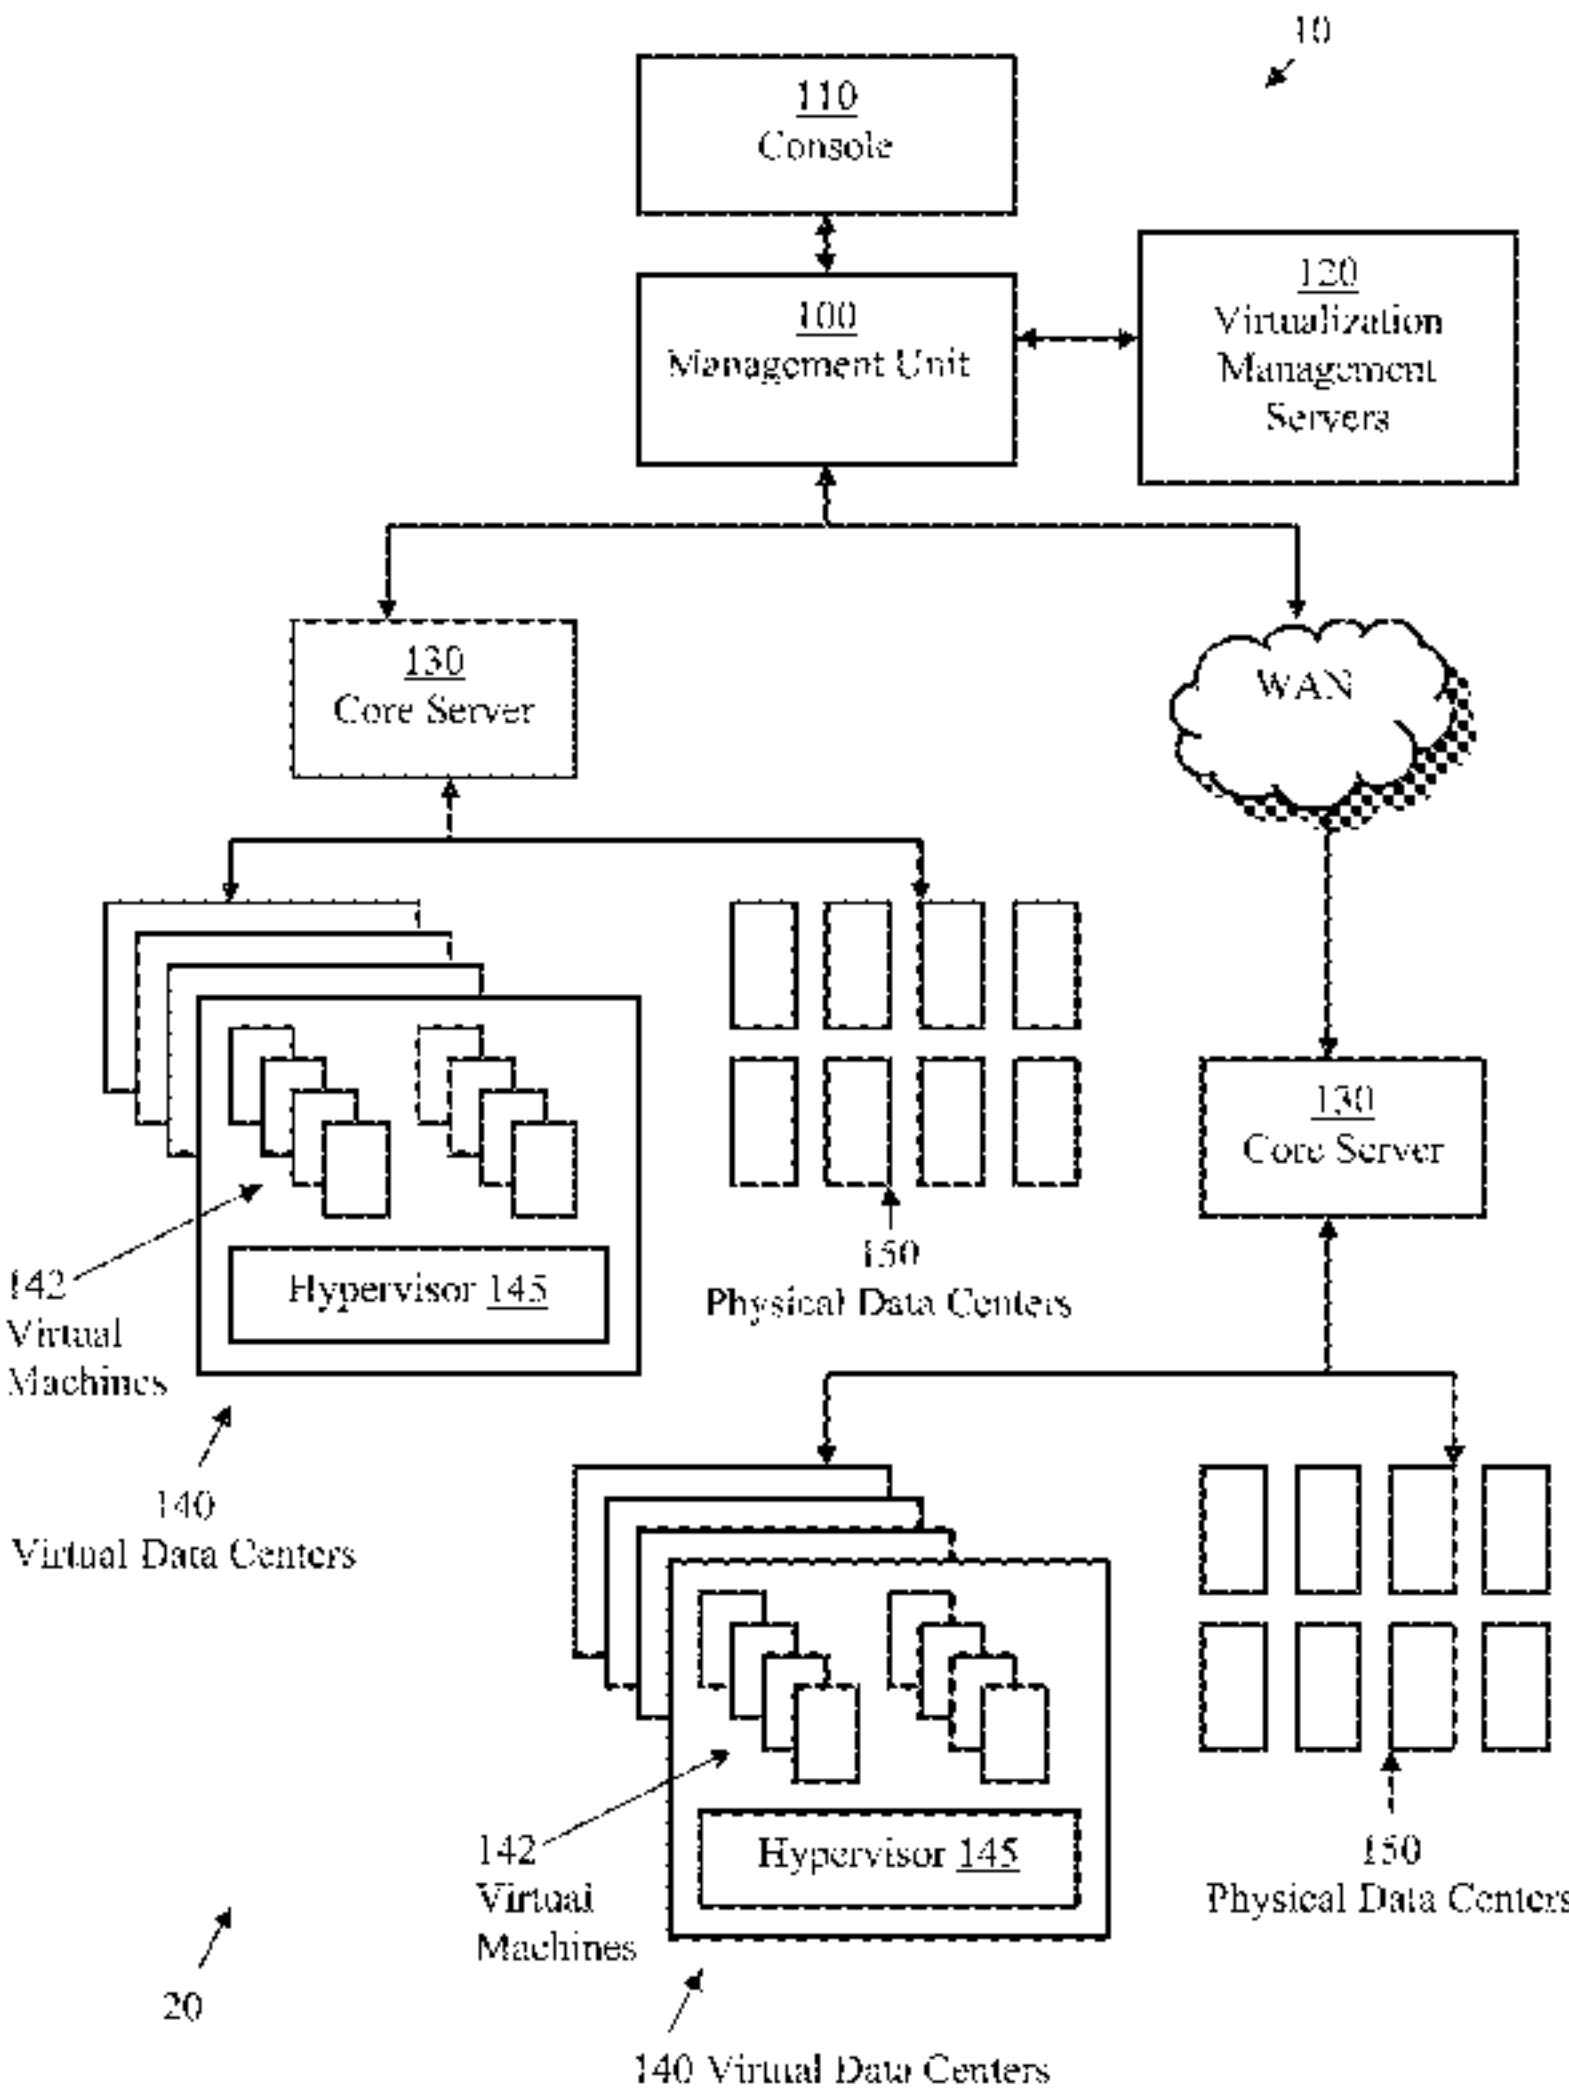 10
110
Console
100
Management Unit
120
Virtualization
Management
Servers
130
Core Server
WAN
130
Core Server
142
Virtual
Machines
Hypervisor 145
150
Physical Data Centers
140
Virtual Data Centers
142
Virtual
Machines
Hypervisor 145
150
Physical Data Centers
20
140 Virtual Data Centers